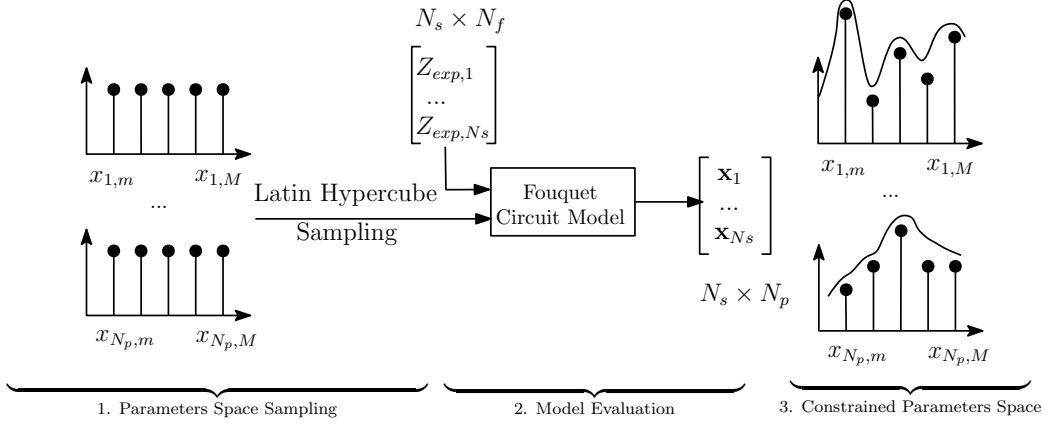 x_{1,m} x_{1,M}
...
x_{N_p,m} x_{N_p,M}
Latin Hypercube
Sampling
N_s × N_f
Z_{exp,1}
...
Z_{exp,Ns}
Fouquet
Circuit Model
x_1
...
x_{Ns}
N_s × N_p
x_{1,m} x_{1,M}
...
x_{N_p,m} x_{N_p,M}
1. Parameters Space Sampling
2. Model Evaluation
3. Constrained Parameters Space